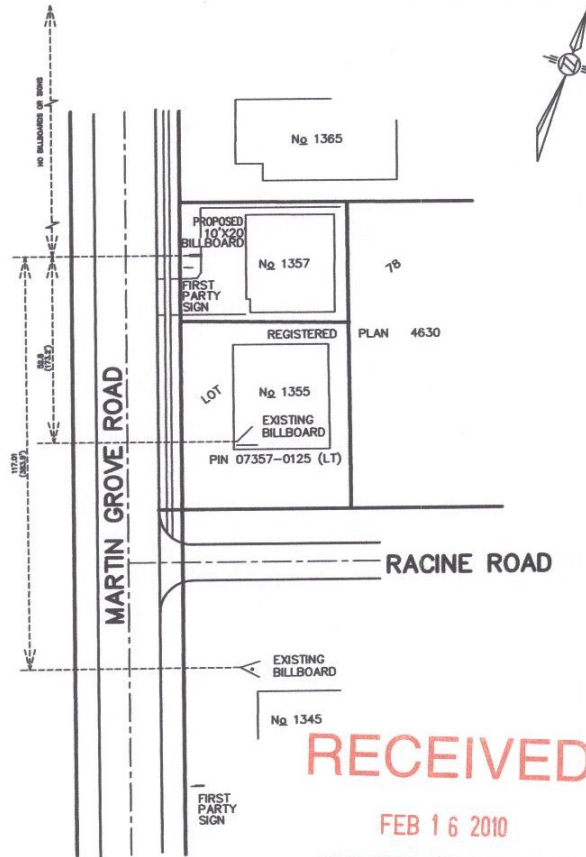 NO BILLBOARDS OR SIGNS
No 1365
PROPOSED
10'X20'
BILLBOARD
No 1357
78
FIRST
PARTY
SIGN
REGISTERED PLAN 4630
LOT
No 1355
EXISTING
BILLBOARD
PIN 07357-0125 (LT)
MARTIN GROVE ROAD
RACINE ROAD
117.01
EXISTING
BILLBOARD
No 1345
FIRST
PARTY
SIGN
RECEIVED
FEB 16 2010